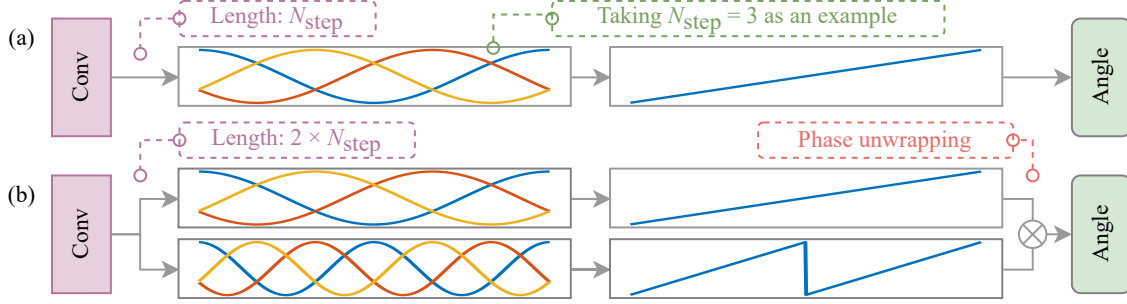 Length: N_step
Taking N_step = 3 as an example
(a)
Conv
Angle
Length: 2 × N_step
Phase unwrapping
(b)
Conv
Angle